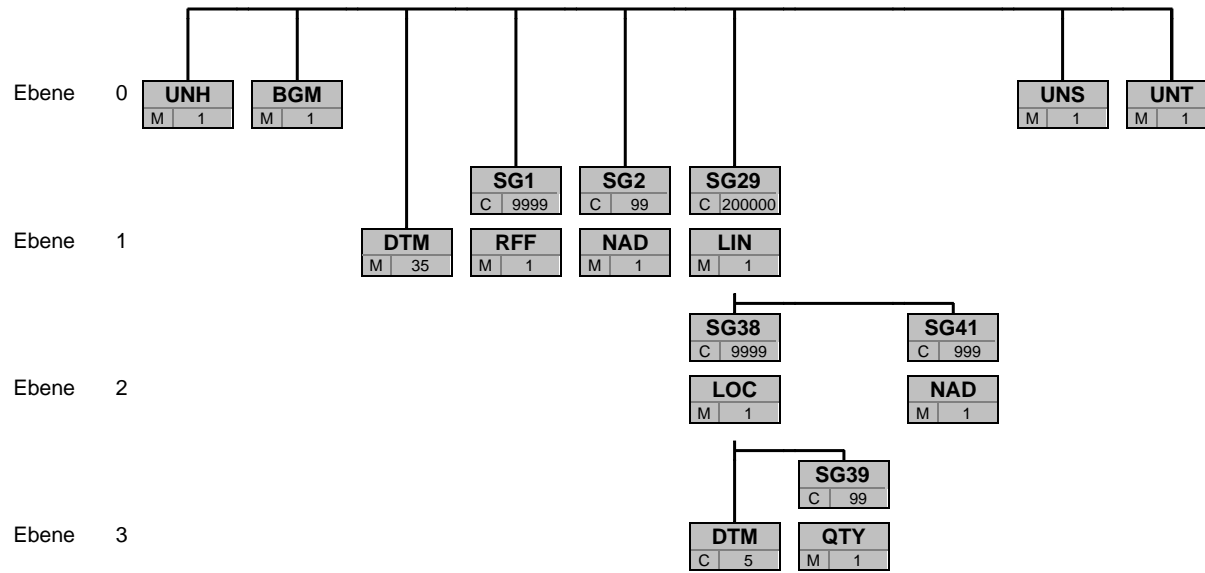 Ebene 0 UNH BGM UNS UNT
M 1 M 1 M 1 M 1
SG1 SG2 SG29
C 9999 C 99 C 200000
Ebene 1 DTM RFF NAD LIN
M 35 M 1 M 1 M 1
SG38 SG41
C 9999 C 999
Ebene 2 LOC NAD
M 1 M 1
SG39
C 99
Ebene 3 DTM QTY
C 5 M 1